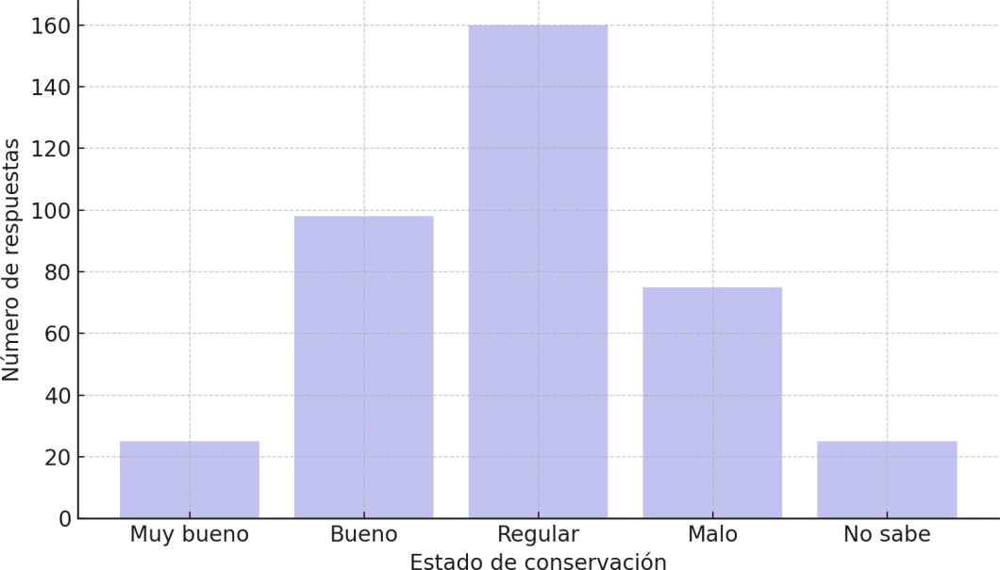 Número de respuestas
160
140
120
100
80
60
40
20
0
Muy bueno
Bueno
Regular
Malo
No sabe
Estado de conservación